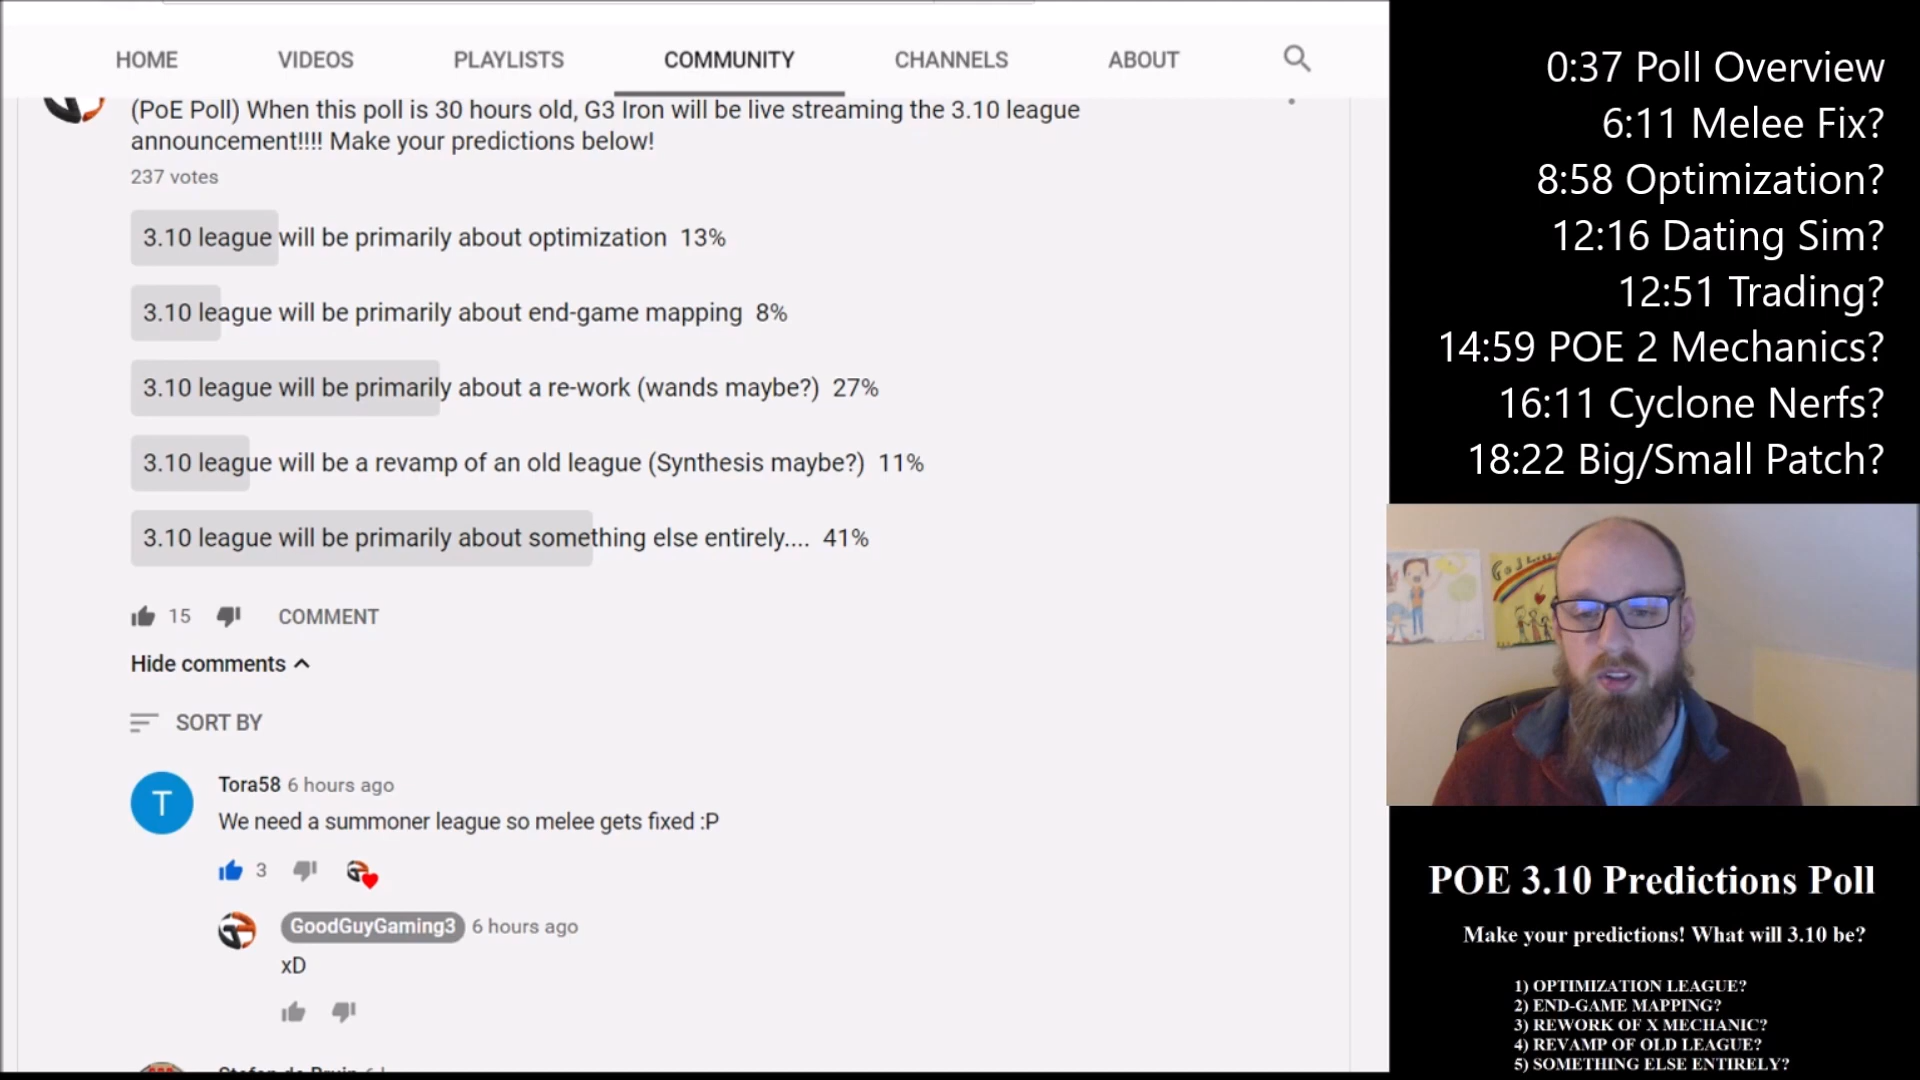 HOME VIDEOS PLAYLISTS COMMUNITY CHANNELS ABOUT
(PoE Poll) When this poll is 30 hours old, G3 Iron will be live streaming the 3.10 league
announcement!!!! Make your predictions below!
237 votes
3.10 league will be primarily about optimization 13%
3.10 league will be primarily about end-game mapping 8%
3.10 league will be primarily about a re-work (wands maybe?) 27%
3.10 league will be a revamp of an old league (Synthesis maybe?) 11%
3.10 league will be primarily about something else entirely.... 41%
15 COMMENT
Hide comments
SORT BY
T
Tora58 6 hours ago
We need a summoner league so melee gets fixed :P
3
GoodGuyGaming3 6 hours ago
xD
0:37 Poll Overview
6:11 Melee Fix?
8:58 Optimization?
12:16 Dating Sim?
12:51 Trading?
14:59 POE 2 Mechanics?
16:11 Cyclone Nerfs?
18:22 Big/Small Patch?
POE 3.10 Predictions Poll
Make your predictions! What will 3.10 be?
1) OPTIMIZATION LEAGUE?
2) END-GAME MAPPING?
3) REWORK OF X MECHANIC?
4) REVAMP OF OLD LEAGUE?
5) SOMETHING ELSE ENTIRELY?